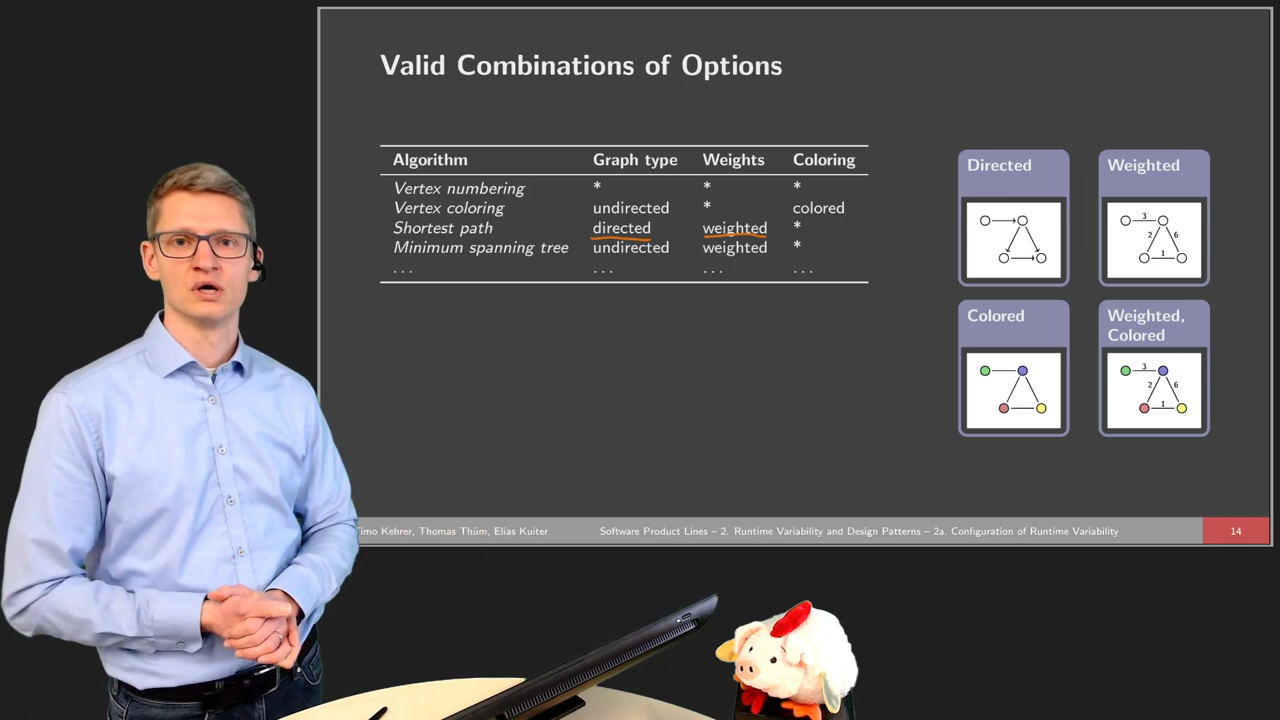 Valid Combinations of Options
Algorithm Graph type Weights Coloring
Vertex numbering * * *
Vertex coloring undirected * colored
Shortest path directed weighted *
Minimum spanning tree undirected weighted *
. . . . . . . . . . . .
Directed
Weighted
3
2 6
1
Colored
Weighted,
Colored
3
2 6
1
Timo Kehrer, Thomas Thüm, Elias Kuiter Software Product Lines – 2. Runtime Variability and Design Patterns – 2a. Configuration of Runtime Variability 14